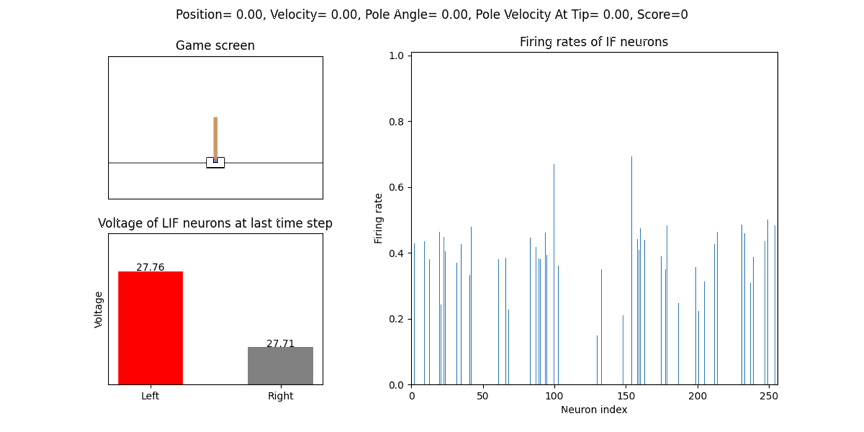 Position= 0.00, Velocity= 0.00, Pole Angle= 0.00, Pole Velocity At Tip= 0.00, Score=0
Game screen
Voltage of LIF neurons at last time step
Voltage
27.76
27.71
Left
Right
Firing rates of IF neurons
Firing rate
1.0
0.8
0.6
0.4
0.2
0.0
0
50
100
150
200
250
Neuron index